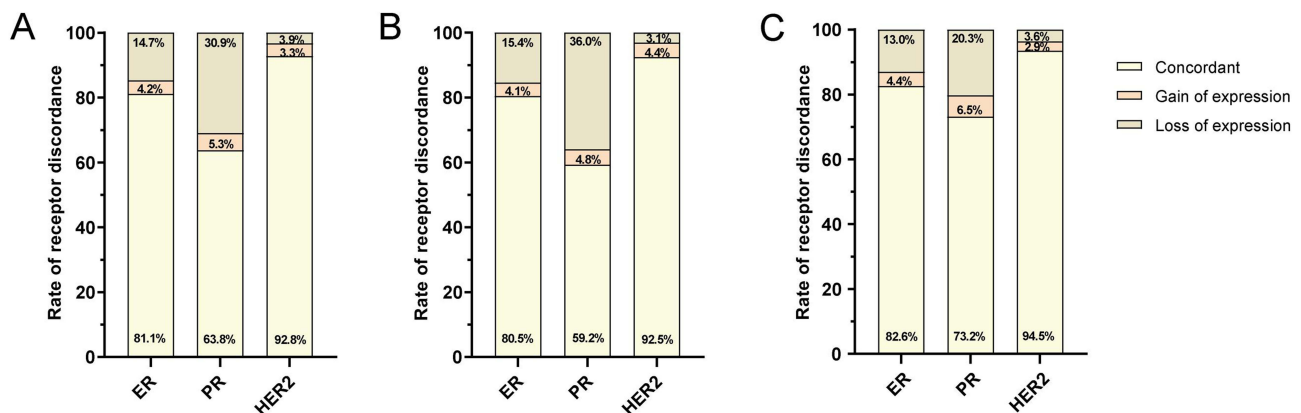 A
Rate of receptor discordance
100
80
60
40
20
0
14.7%
4.2%
81.1%
30.9%
5.3%
63.8%
3.9%
3.3%
92.8%
ER
PR
HER2
B
Rate of receptor discordance
100
80
60
40
20
0
15.4%
4.1%
80.5%
36.0%
4.8%
59.2%
3.1%
4.4%
92.5%
ER
PR
HER2
C
Rate of receptor discordance
100
80
60
40
20
0
13.0%
4.4%
82.6%
20.3%
6.5%
73.2%
3.6%
2.9%
94.5%
ER
PR
HER2
Concordant
Gain of expression
Loss of expression